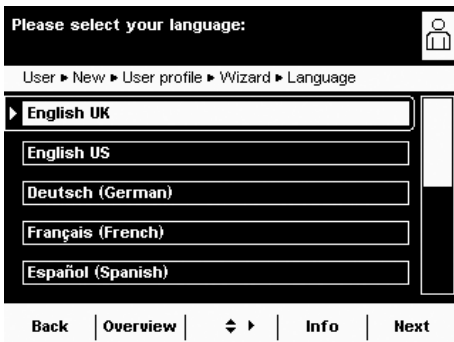 Please select your language:
User ▸ New ▸ User profile ▸ Wizard ▸ Language
English UK
English US
Deutsch (German)
Français (French)
Español (Spanish)
Back Overview Info Next